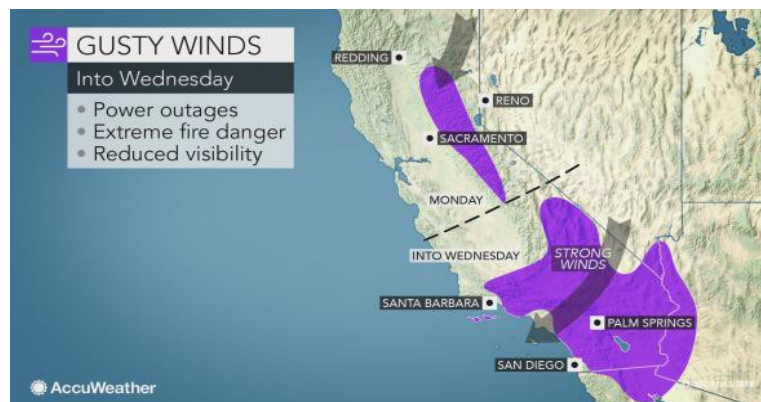 GUSTY WINDS
Into Wednesday
• Power outages
• Extreme fire danger
• Reduced visibility
REDDING
RENO
SACRAMENTO
MONDAY
INTO WEDNESDAY
STRONG
WINDS
SANTA BARBARA
PALM SPRINGS
SAN DIEGO
AccuWeather